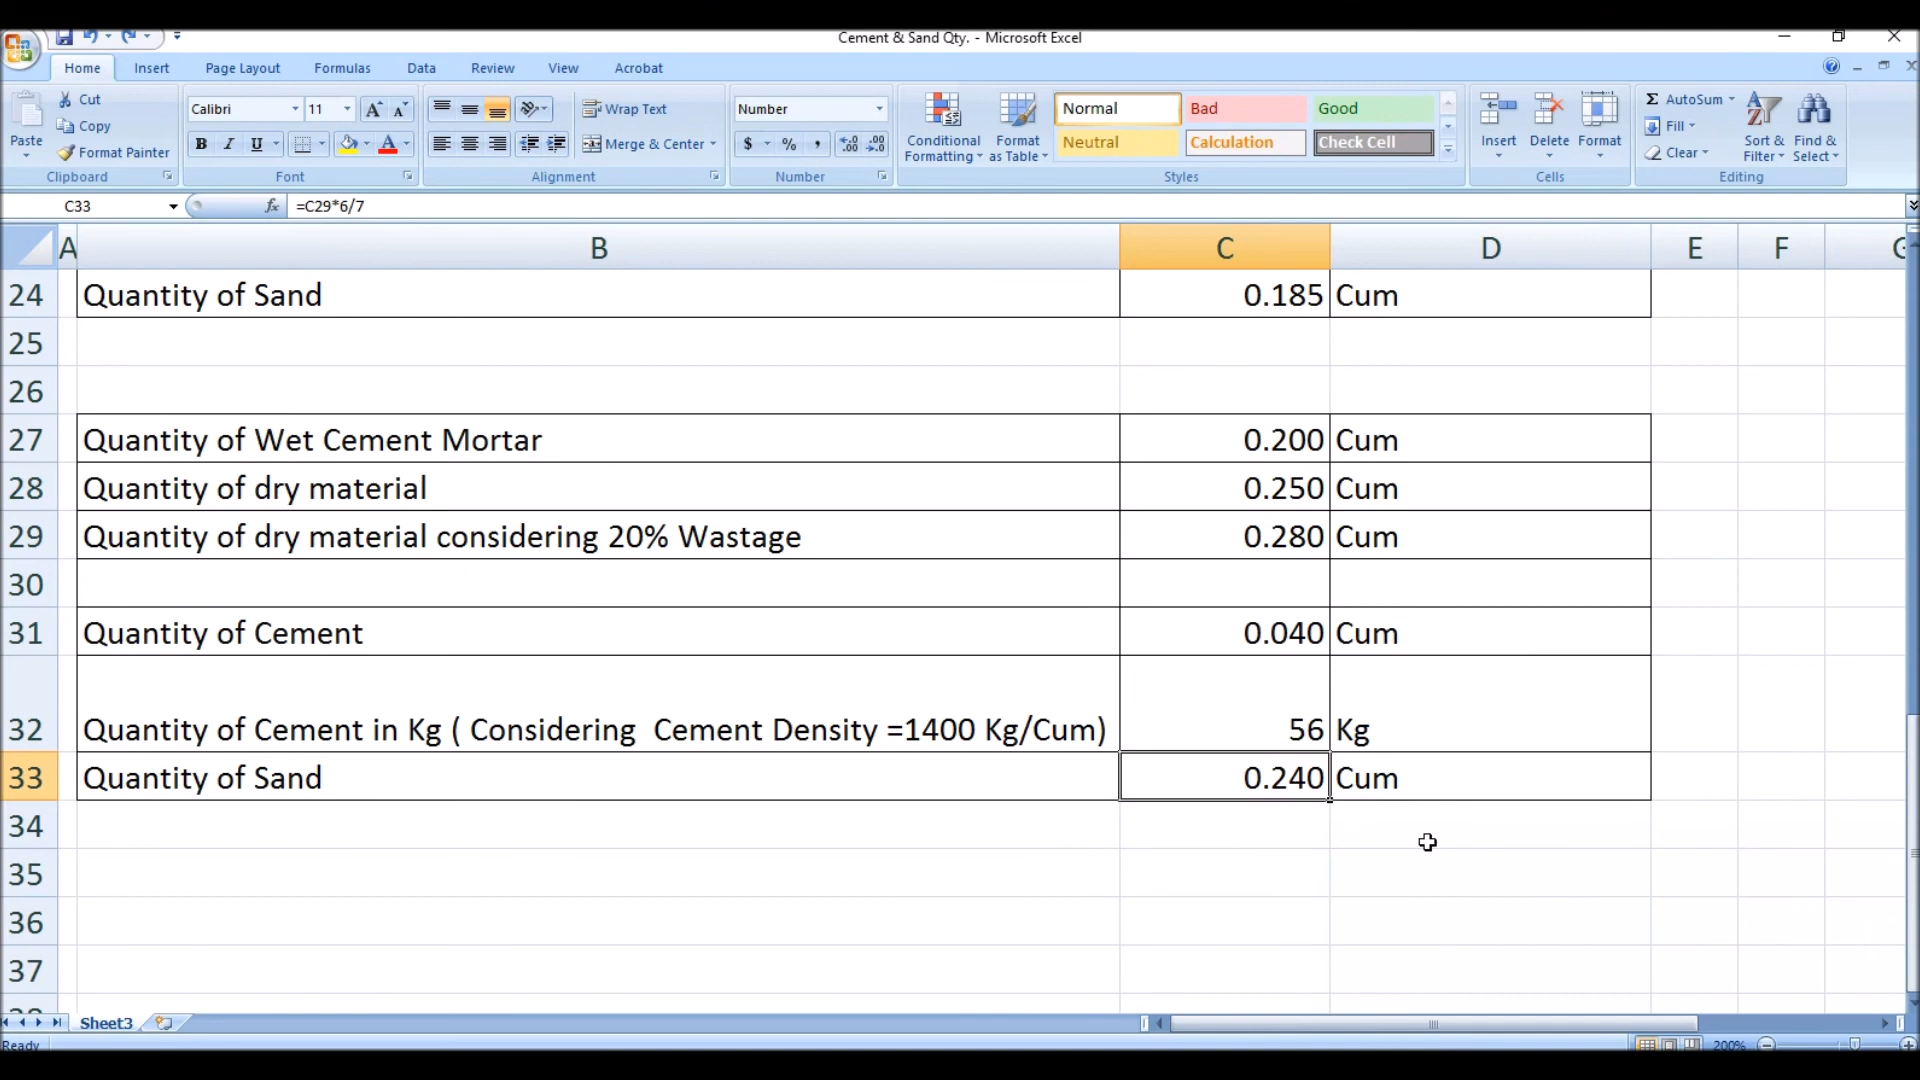 Cement & Sand Qty. - Microsoft Excel
Home Insert Page Layout Formulas Data Review View Acrobat
Paste
Cut
Copy
Format Painter
Clipboard
Calibri 11
B I U
Font
Wrap Text
Merge & Center
Alignment
Number
$ % ,
Number
Conditional Formatting
Format as Table
Normal Bad Good
Neutral Calculation Check Cell
Styles
Insert Delete Format
Cells
Σ AutoSum
Fill
Clear
Sort & Filter
Find & Select
Editing
C33 fx =C29*6/7
A B C D E F
24 Quantity of Sand 0.185 Cum
25
26
27 Quantity of Wet Cement Mortar 0.200 Cum
28 Quantity of dry material 0.250 Cum
29 Quantity of dry material considering 20% Wastage 0.280 Cum
30
31 Quantity of Cement 0.040 Cum
32 Quantity of Cement in Kg ( Considering Cement Density =1400 Kg/Cum) 56 Kg
33 Quantity of Sand 0.240 Cum
34
35
36
37
Sheet3
Ready 200%